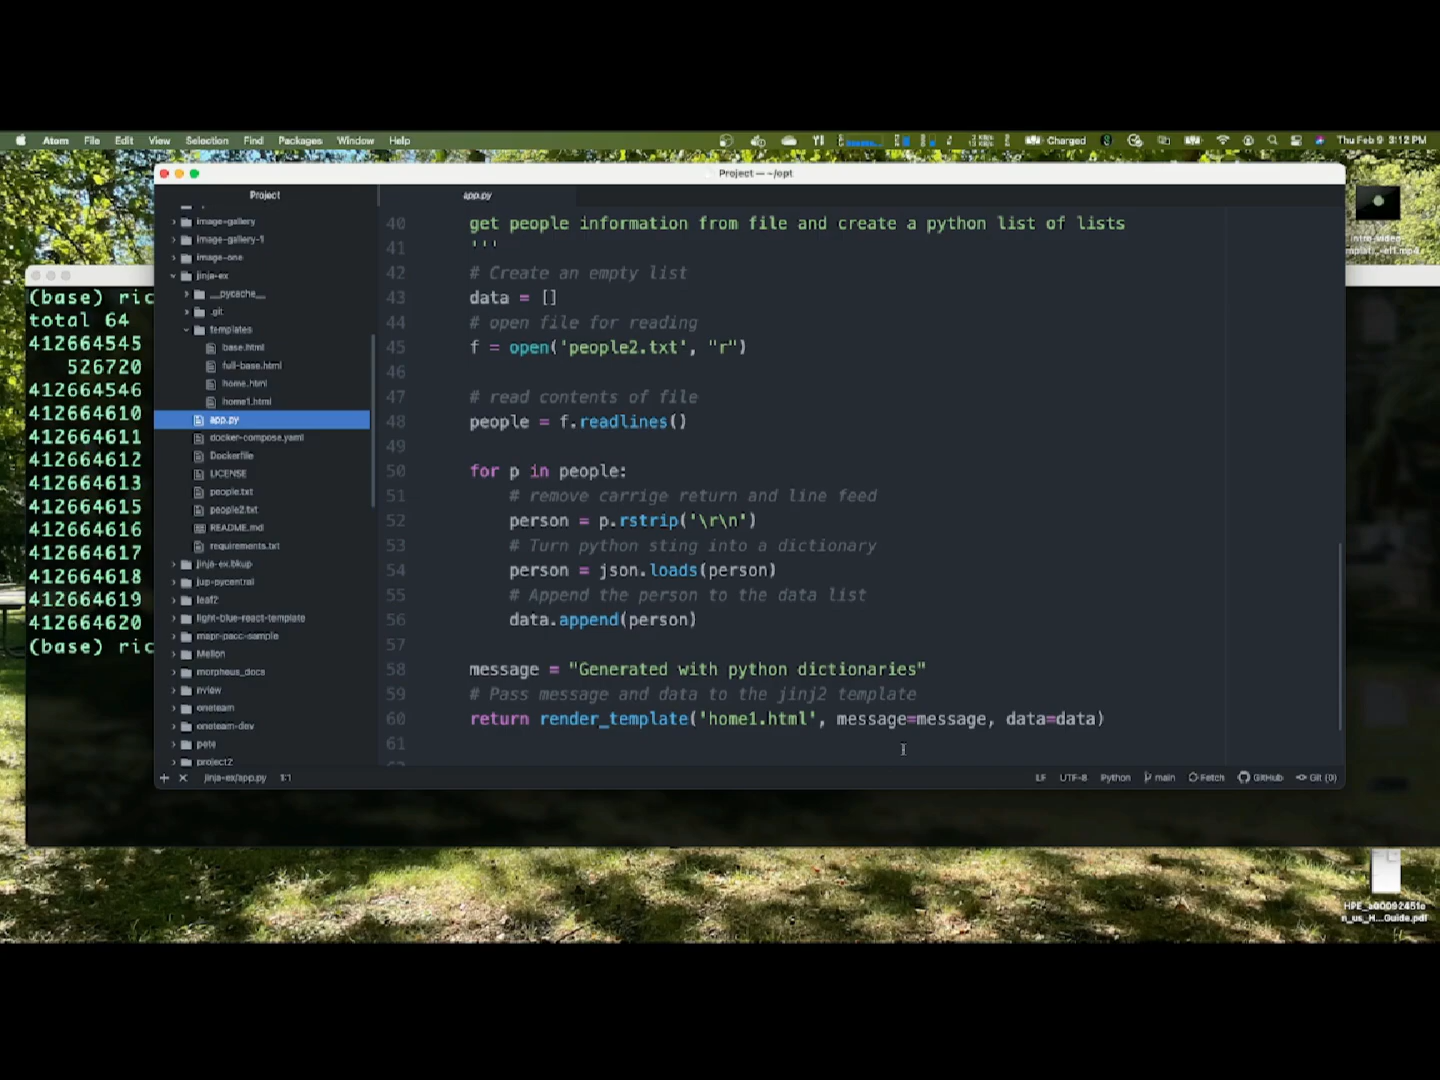 Atom File Edit View Selection Find Packages Window Help
Charged
Thu Feb 9 3:12 PM
Project — ~/opt
Project
app.py
image-gallery
image-gallery-1
image-one
jinja-ex
__pycache__
.git
templates
base.html
full-base.html
home.html
home1.html
app.py
docker-compose.yaml
Dockerfile
LICENSE
people.txt
people2.txt
README.md
requirements.txt
jinja-ex.bkup
jup-pycentral
leaf2
light-blue-react-template
mapr-pacc-sample
Mellon
morpheus_docs
nview
oneteam
oneteam-dev
pete
project2
40 get people information from file and create a python list of lists
41 '''
42 # Create an empty list
43 data = []
44 # open file for reading
45 f = open('people2.txt', "r")
46
47 # read contents of file
48 people = f.readlines()
49
50 for p in people:
51 # remove carrige return and line feed
52 person = p.rstrip('\r\n')
53 # Turn python sting into a dictionary
54 person = json.loads(person)
55 # Append the person to the data list
56 data.append(person)
57
58 message = "Generated with python dictionaries"
59 # Pass message and data to the jinj2 template
60 return render_template('home1.html', message=message, data=data)
61
jinja-ex/app.py 1:1
LF UTF-8 Python main Fetch GitHub Git (0)
(base) ric
total 64
412664545
526720
412664546
412664610
412664611
412664612
412664613
412664615
412664616
412664617
412664618
412664619
412664620
(base) ric
n_us_H...Guide.pdf